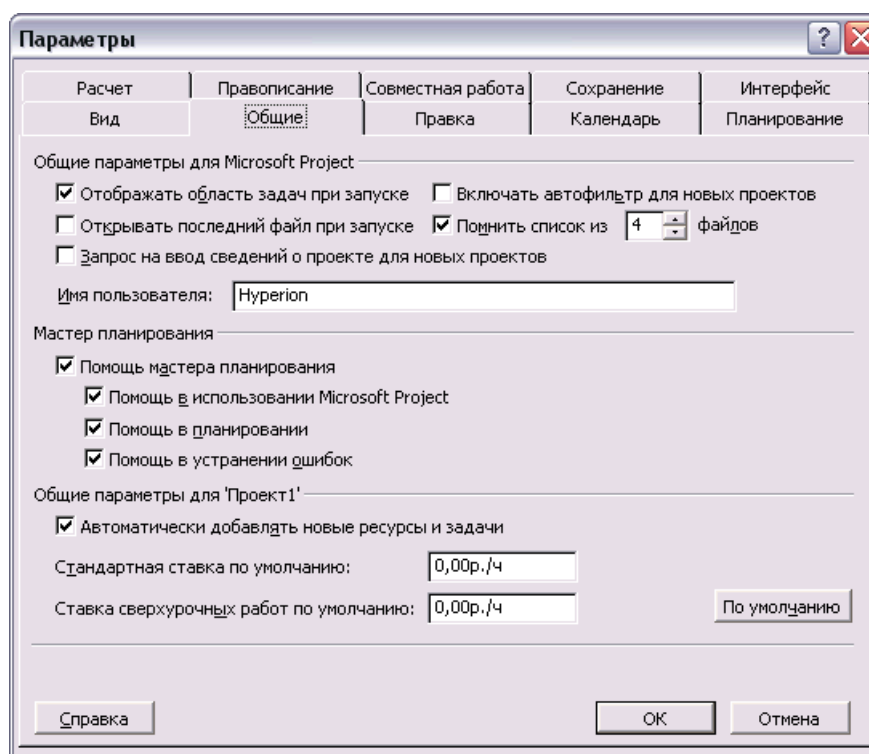 Параметры
Расчет Правописание Совместная работа Сохранение Интерфейс
Вид Общие Правка Календарь Планирование
Общие параметры для Microsoft Project
Отображать область задач при запуске Включать автофильтр для новых проектов
Открывать последний файл при запуске Помнить список из 4 файлов
Запрос на ввод сведений о проекте для новых проектов
Имя пользователя: Hyperion
Мастер планирования
Помощь мастера планирования
Помощь в использовании Microsoft Project
Помощь в планировании
Помощь в устранении ошибок
Общие параметры для 'Проект1'
Автоматически добавлять новые ресурсы и задачи
Стандартная ставка по умолчанию: 0,00р./ч
Ставка сверхурочных работ по умолчанию: 0,00р./ч По умолчанию
Справка ОК Отмена